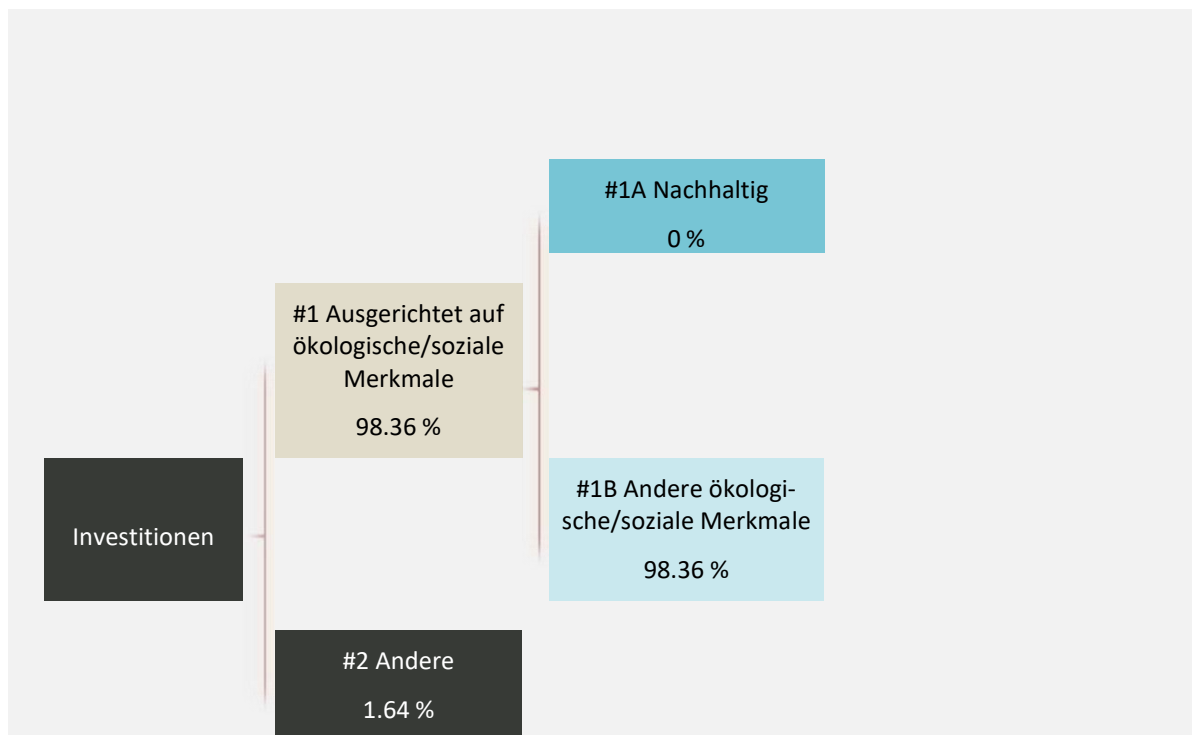 #1A Nachhaltig
0 %
#1 Ausgerichtet auf
ökologische/soziale
Merkmale
98.36 %
Investitionen
#1B Andere ökologi-
sche/soziale Merkmale
98.36 %
#2 Andere
1.64 %